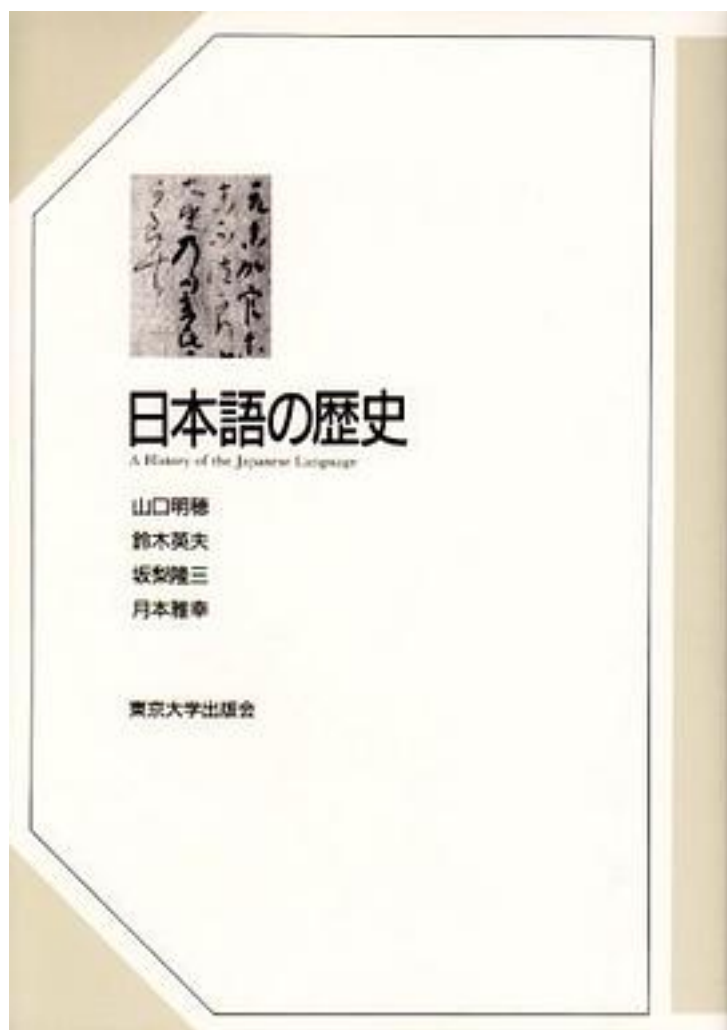 日本語の歴史
A History of the Japanese Language
山口明穂
鈴木英夫
坂梨隆三
月本雅幸
東京大学出版会